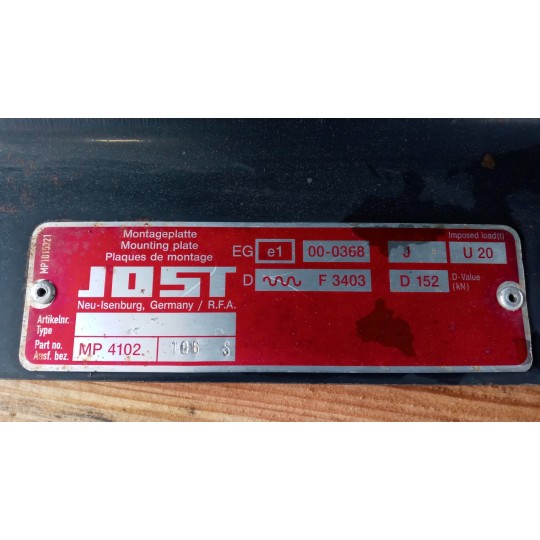 Montageplatte
Mounting plate
Plaques de montage
JOST
Neu-Isenburg, Germany / R.F.A.
EG e1 00-0368 J Imposed load(t) U 20
D F 3403 D 152 D-Value (kN)
Artikelnr.
Type
Part no.
Ausf. bez.
MP 4102. 106 S